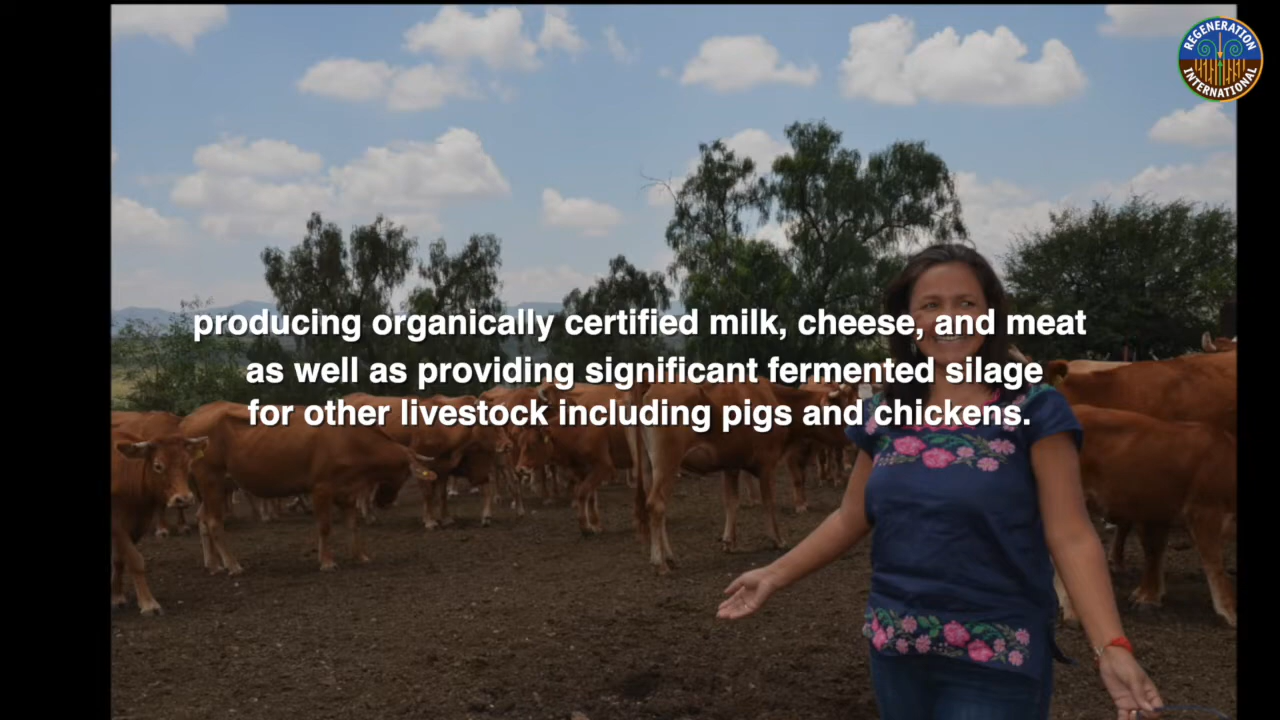 REGENERATION
INTERNATIONAL
producing organically certified milk, cheese, and meat
as well as providing significant fermented silage
for other livestock including pigs and chickens.